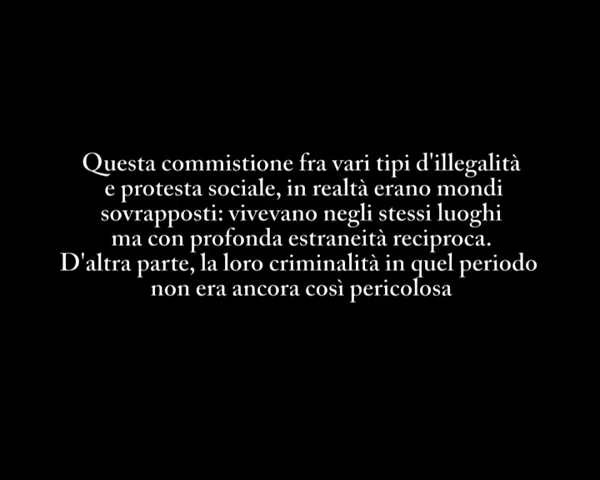 Questa commistione fra vari tipi d'illegalità
e protesta sociale, in realtà erano mondi
sovrapposti: vivevano negli stessi luoghi
ma con profonda estraneità reciproca.
D'altra parte, la loro criminalità in quel periodo
non era ancora così pericolosa